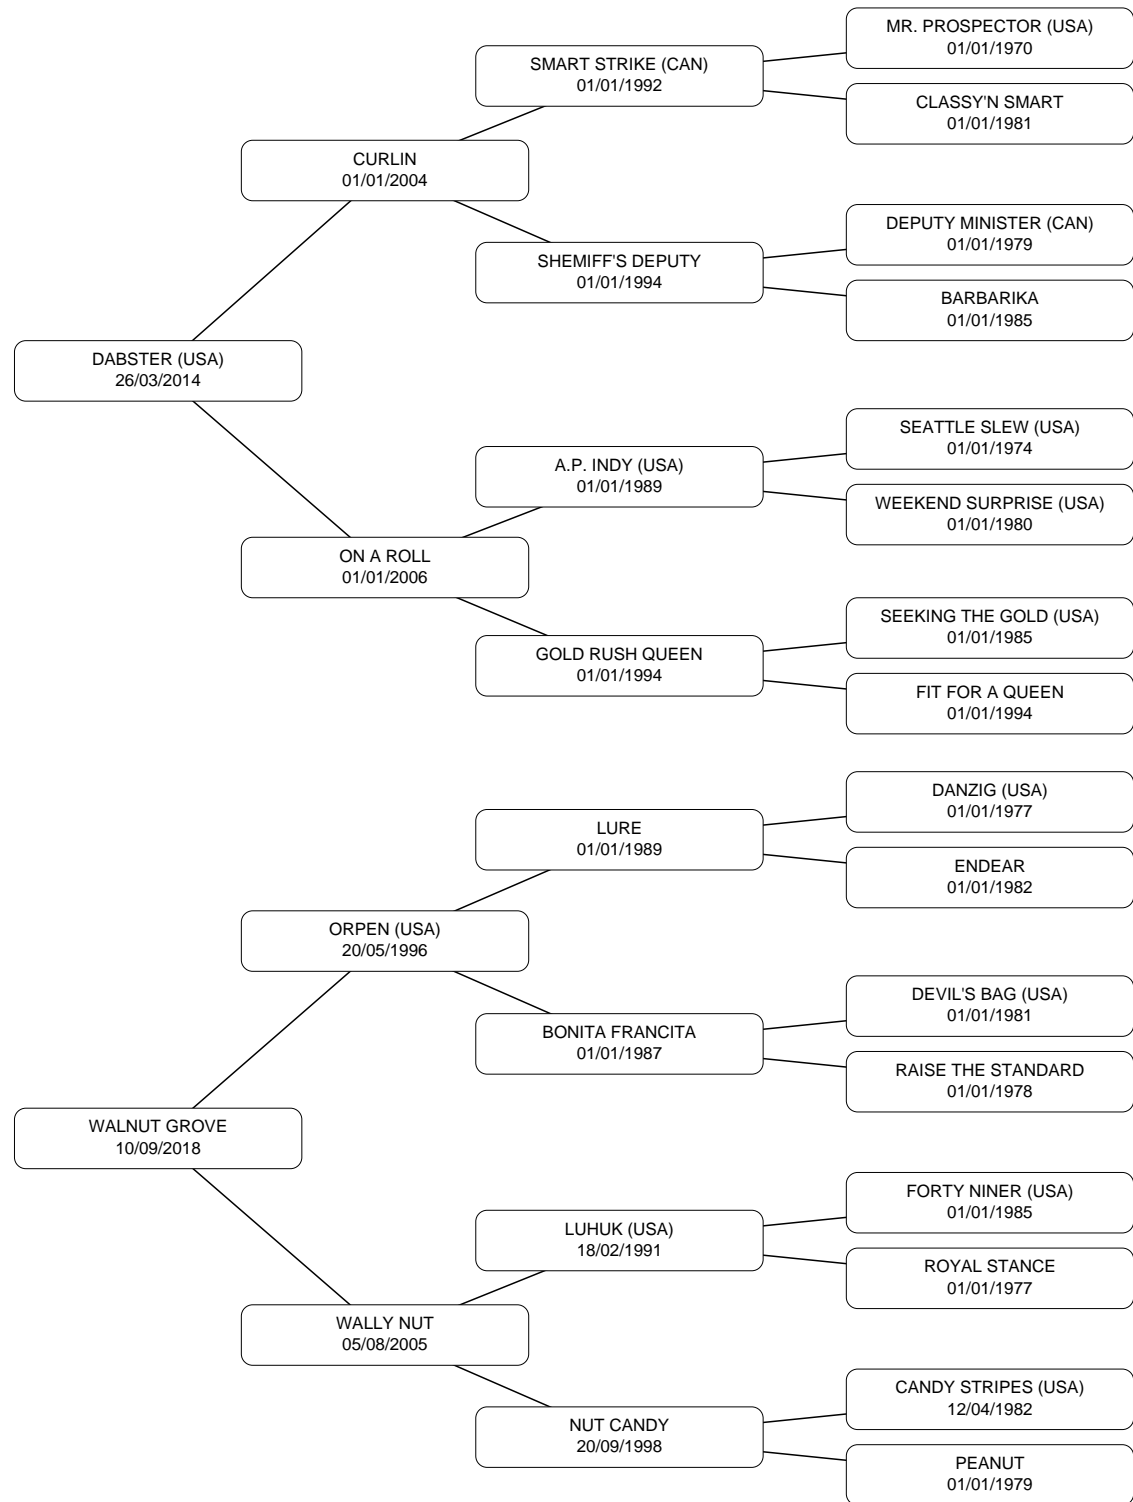 MR. PROSPECTOR (USA)
01/01/1970
SMART STRIKE (CAN)
01/01/1992
CLASSY'N SMART
01/01/1981
CURLIN
01/01/2004
DEPUTY MINISTER (CAN)
01/01/1979
SHEMIFF'S DEPUTY
01/01/1994
BARBARIKA
01/01/1985
DABSTER (USA)
26/03/2014
SEATTLE SLEW (USA)
01/01/1974
A.P. INDY (USA)
01/01/1989
WEEKEND SURPRISE (USA)
01/01/1980
ON A ROLL
01/01/2006
SEEKING THE GOLD (USA)
01/01/1985
GOLD RUSH QUEEN
01/01/1994
FIT FOR A QUEEN
01/01/1994
DANZIG (USA)
01/01/1977
LURE
01/01/1989
ENDEAR
01/01/1982
ORPEN (USA)
20/05/1996
DEVIL'S BAG (USA)
01/01/1981
BONITA FRANCITA
01/01/1987
RAISE THE STANDARD
01/01/1978
WALNUT GROVE
10/09/2018
FORTY NINER (USA)
01/01/1985
LUHUK (USA)
18/02/1991
ROYAL STANCE
01/01/1977
WALLY NUT
05/08/2005
CANDY STRIPES (USA)
12/04/1982
NUT CANDY
20/09/1998
PEANUT
01/01/1979